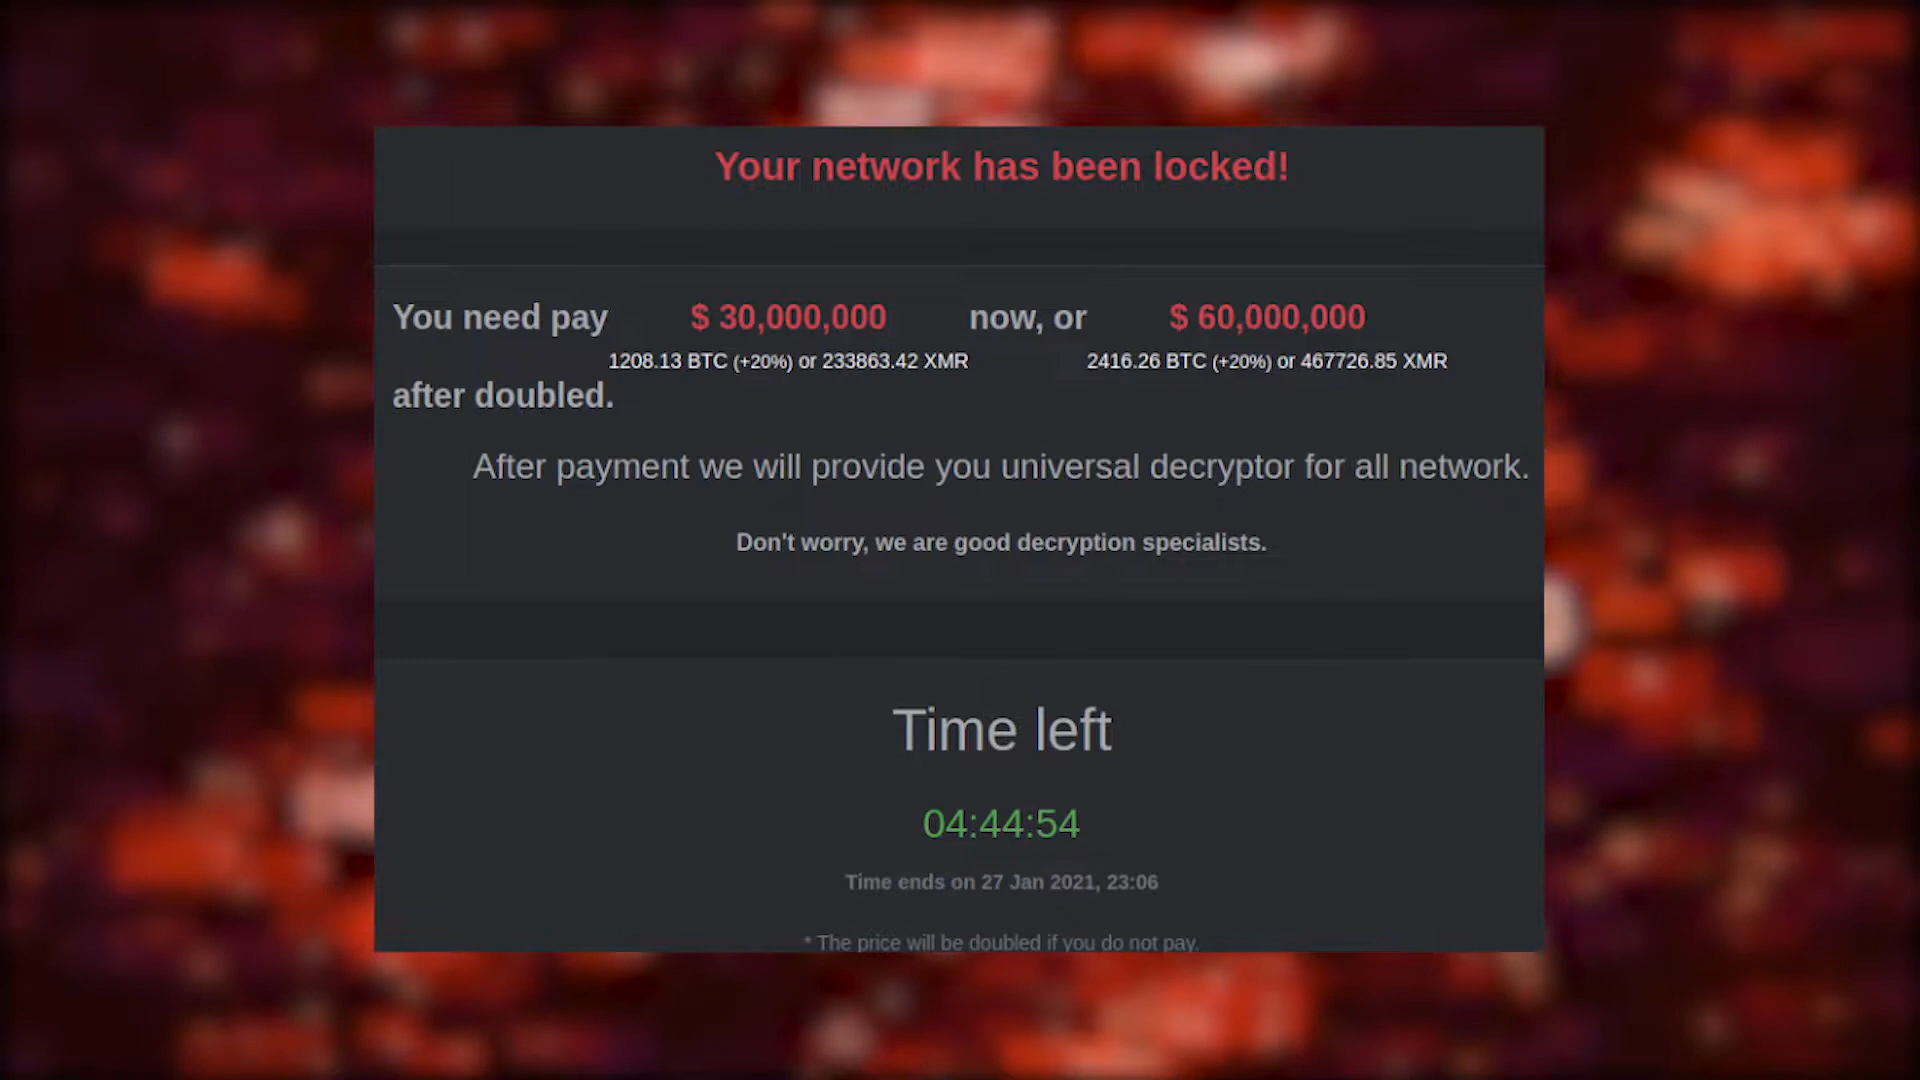 Your network has been locked!
You need pay $ 30,000,000 now, or $ 60,000,000
1208.13 BTC (+20%) or 233863.42 XMR 2416.26 BTC (+20%) or 467726.85 XMR
after doubled.
After payment we will provide you universal decryptor for all network.
Don't worry, we are good decryption specialists.
Time left
04:44:54
Time ends on 27 Jan 2021, 23:06
* The price will be doubled if you do not pay.